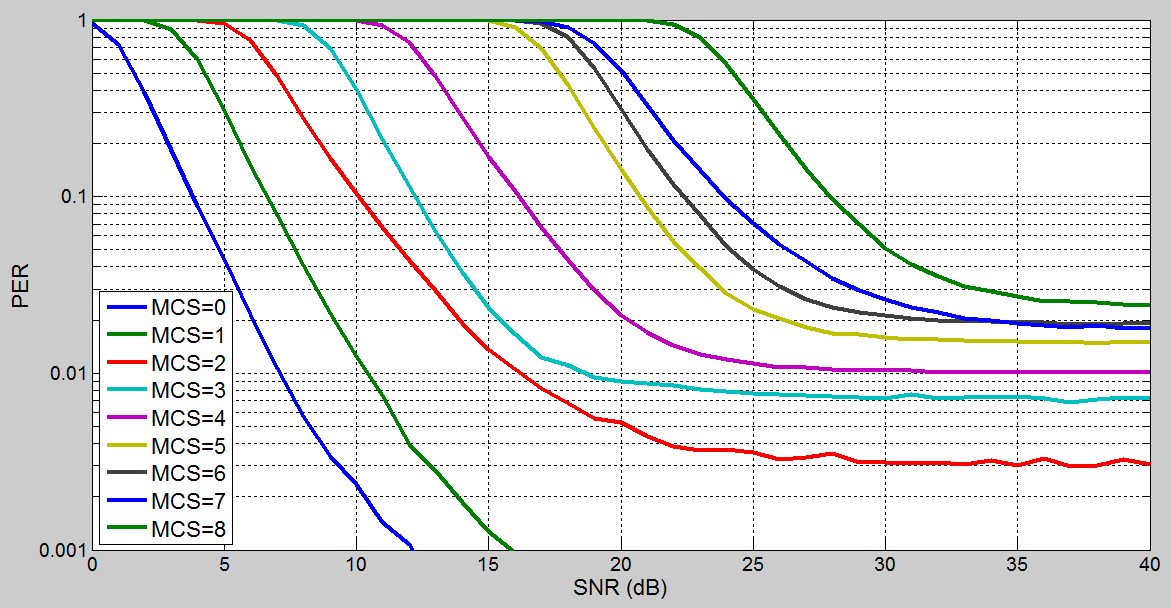 1
0.1
0.01
0.001
PER
MCS=0
MCS=1
MCS=2
MCS=3
MCS=4
MCS=5
MCS=6
MCS=7
MCS=8
0 5 10 15 20 25 30 35 40
SNR (dB)